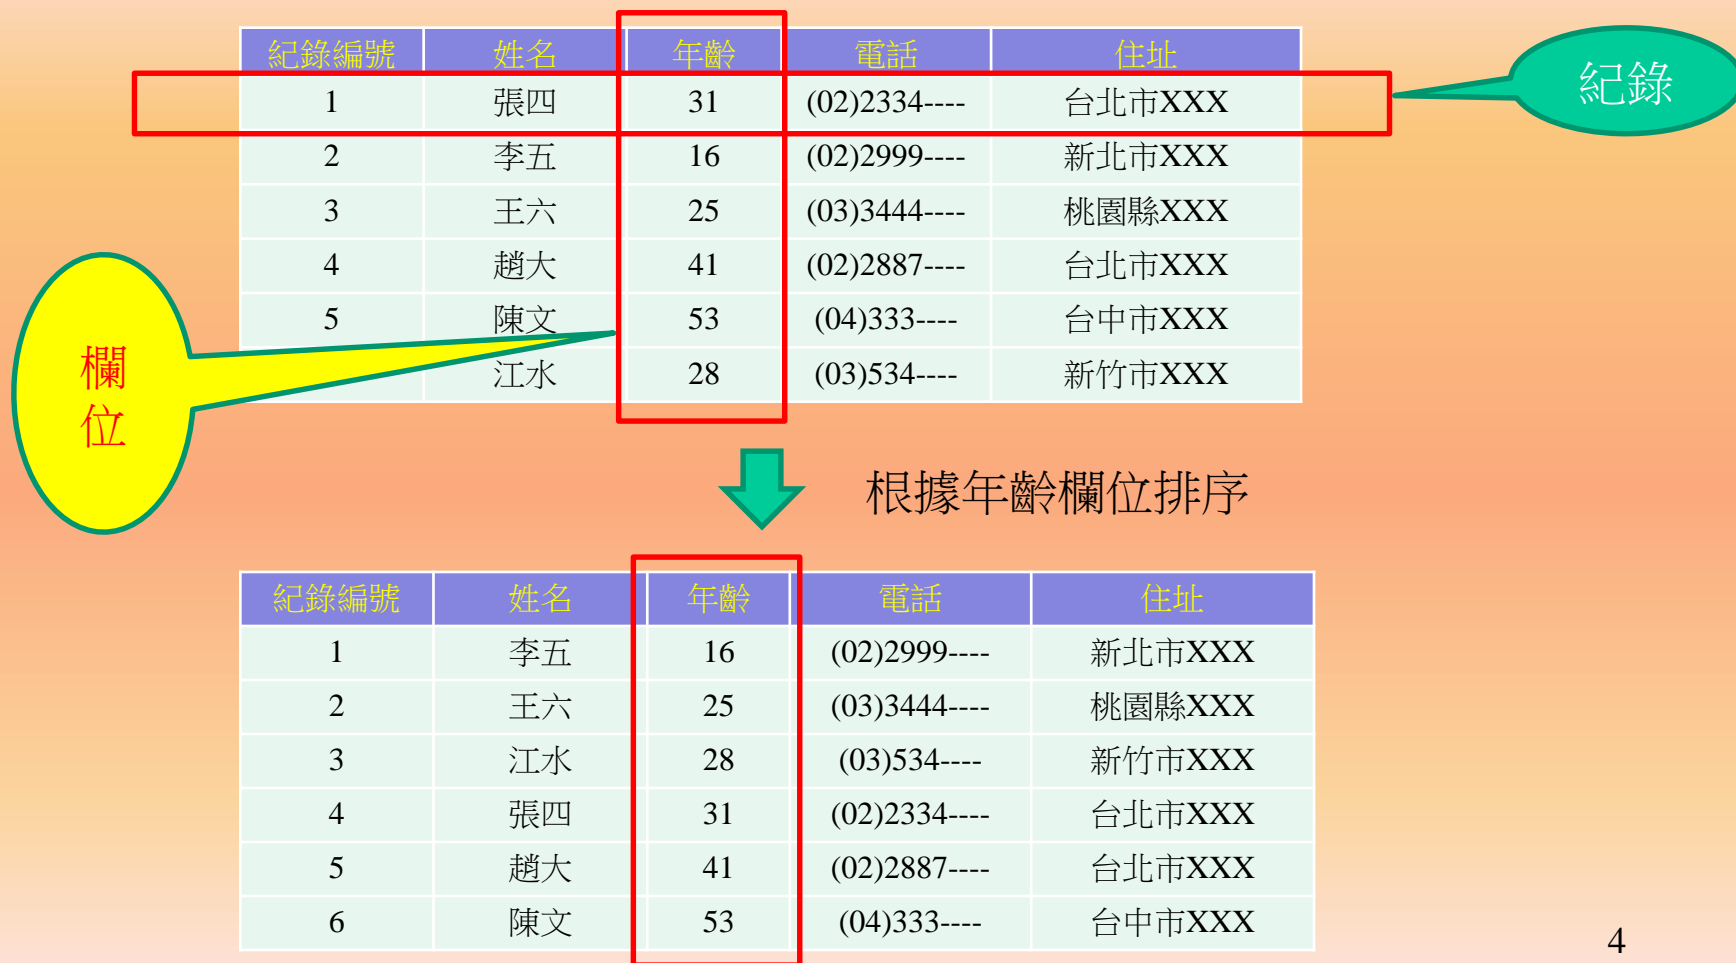 紀錄編號 姓名 年齡 電話 住址
1 張四 31 (02)2334---- 台北市XXX
紀錄
2 李五 16 (02)2999---- 新北市XXX
3 王六 25 (03)3444---- 桃園縣XXX
4 趙大 41 (02)2887---- 台北市XXX
5 陳文 53 (04)333---- 台中市XXX
江水 28 (03)534---- 新竹市XXX
欄
位
根據年齡欄位排序
紀錄編號 姓名 年齡 電話 住址
1 李五 16 (02)2999---- 新北市XXX
2 王六 25 (03)3444---- 桃園縣XXX
3 江水 28 (03)534---- 新竹市XXX
4 張四 31 (02)2334---- 台北市XXX
5 趙大 41 (02)2887---- 台北市XXX
6 陳文 53 (04)333---- 台中市XXX
4